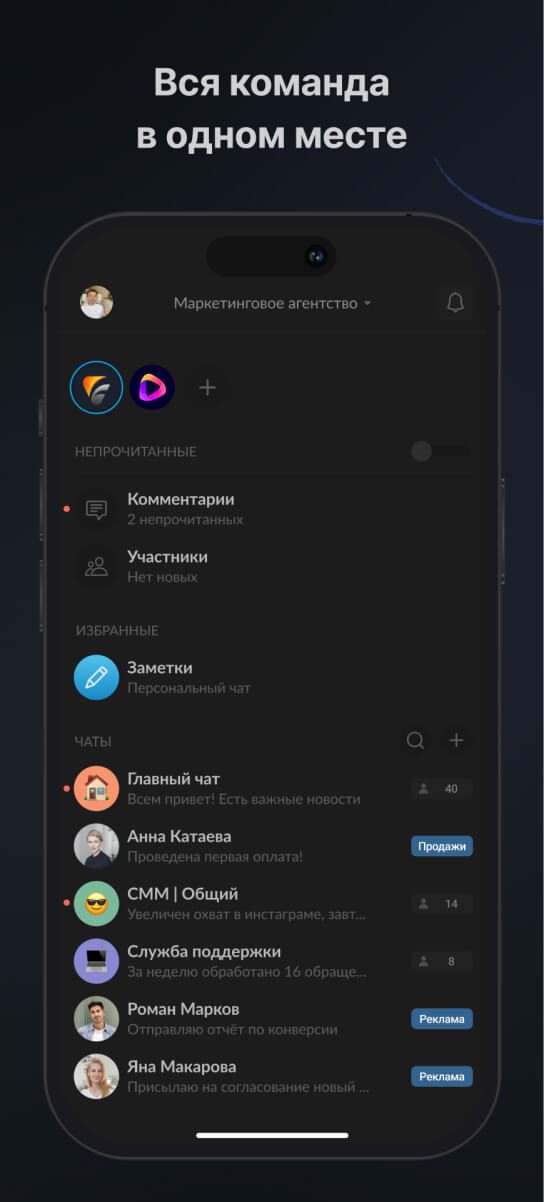 Вся команда
в одном месте
Маркетинговое агентство
НЕПРОЧИТАННЫЕ
Комментарии
2 непрочитанных
Участники
Нет новых
ИЗБРАННЫЕ
Заметки
Персональный чат
ЧАТЫ
Главный чат
Всем привет! Есть важные новости
40
Анна Катаева
Проведена первая оплата!
Продажи
СММ | Общий
Увеличен охват в инстаграме, завт...
14
Служба поддержки
За неделю обработано 16 обраще...
8
Роман Марков
Отправляю отчёт по конверсии
Реклама
Яна Макарова
Присылаю на согласование новый ...
Реклама